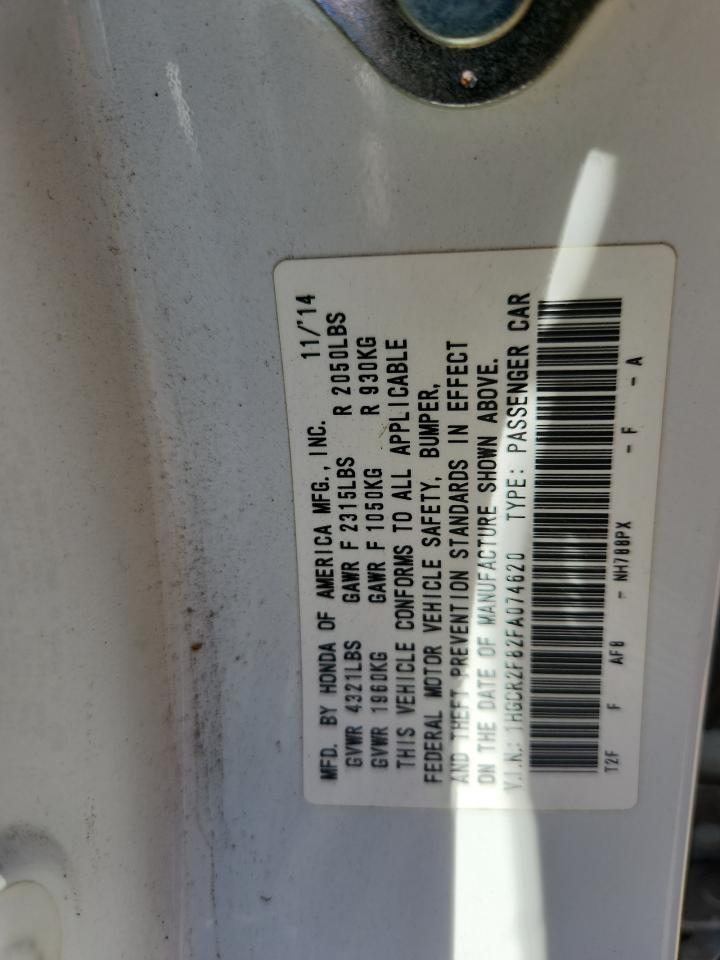 MFD. BY HONDA OF AMERICA MFG., INC. 11/'14
GVWR 4321LBS GAWR F 2315LBS R 2050LBS
GVWR 1960KG GAWR F 1050KG R 930KG
THIS VEHICLE CONFORMS TO ALL APPLICABLE
FEDERAL MOTOR VEHICLE SAFETY, BUMPER,
AND THEFT PREVENTION STANDARDS IN EFFECT
ON THE DATE OF MANUFACTURE SHOWN ABOVE.
V.I.N.: 1HGCR2F82FA074620 TYPE: PASSENGER CAR
T2F F AF8 - NH788PX - F - A